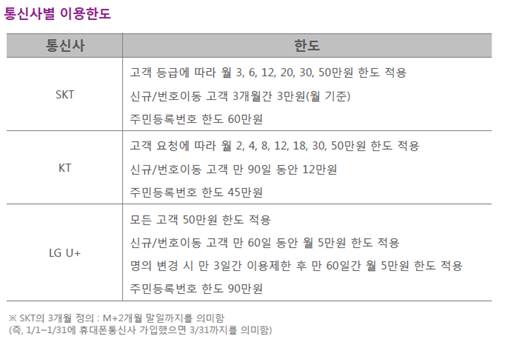 통신사별 이용한도
통신사 한도
SKT
고객 등급에 따라 월 3, 6, 12, 20, 30, 50만원 한도 적용
신규/번호이동 고객 3개월간 3만원(월 기준)
주민등록번호 한도 60만원
KT
고객 요청에 따라 월 2, 4, 8, 12, 18, 30, 50만원 한도 적용
신규/번호이동 고객 만 90일 동안 12만원
주민등록번호 한도 45만원
LG U+
모든 고객 50만원 한도 적용
신규/번호이동 고객 만 60일 동안 월 5만원 한도 적용
명의 변경 시 만 3일간 이용제한 후 만 60일간 월 5만원 한도 적용
주민등록번호 한도 90만원
※ SKT의 3개월 정의 : M+2개월 말일까지를 의미함
(즉, 1/1~1/31에 휴대폰통신사 가입했으면 3/31까지를 의미함)